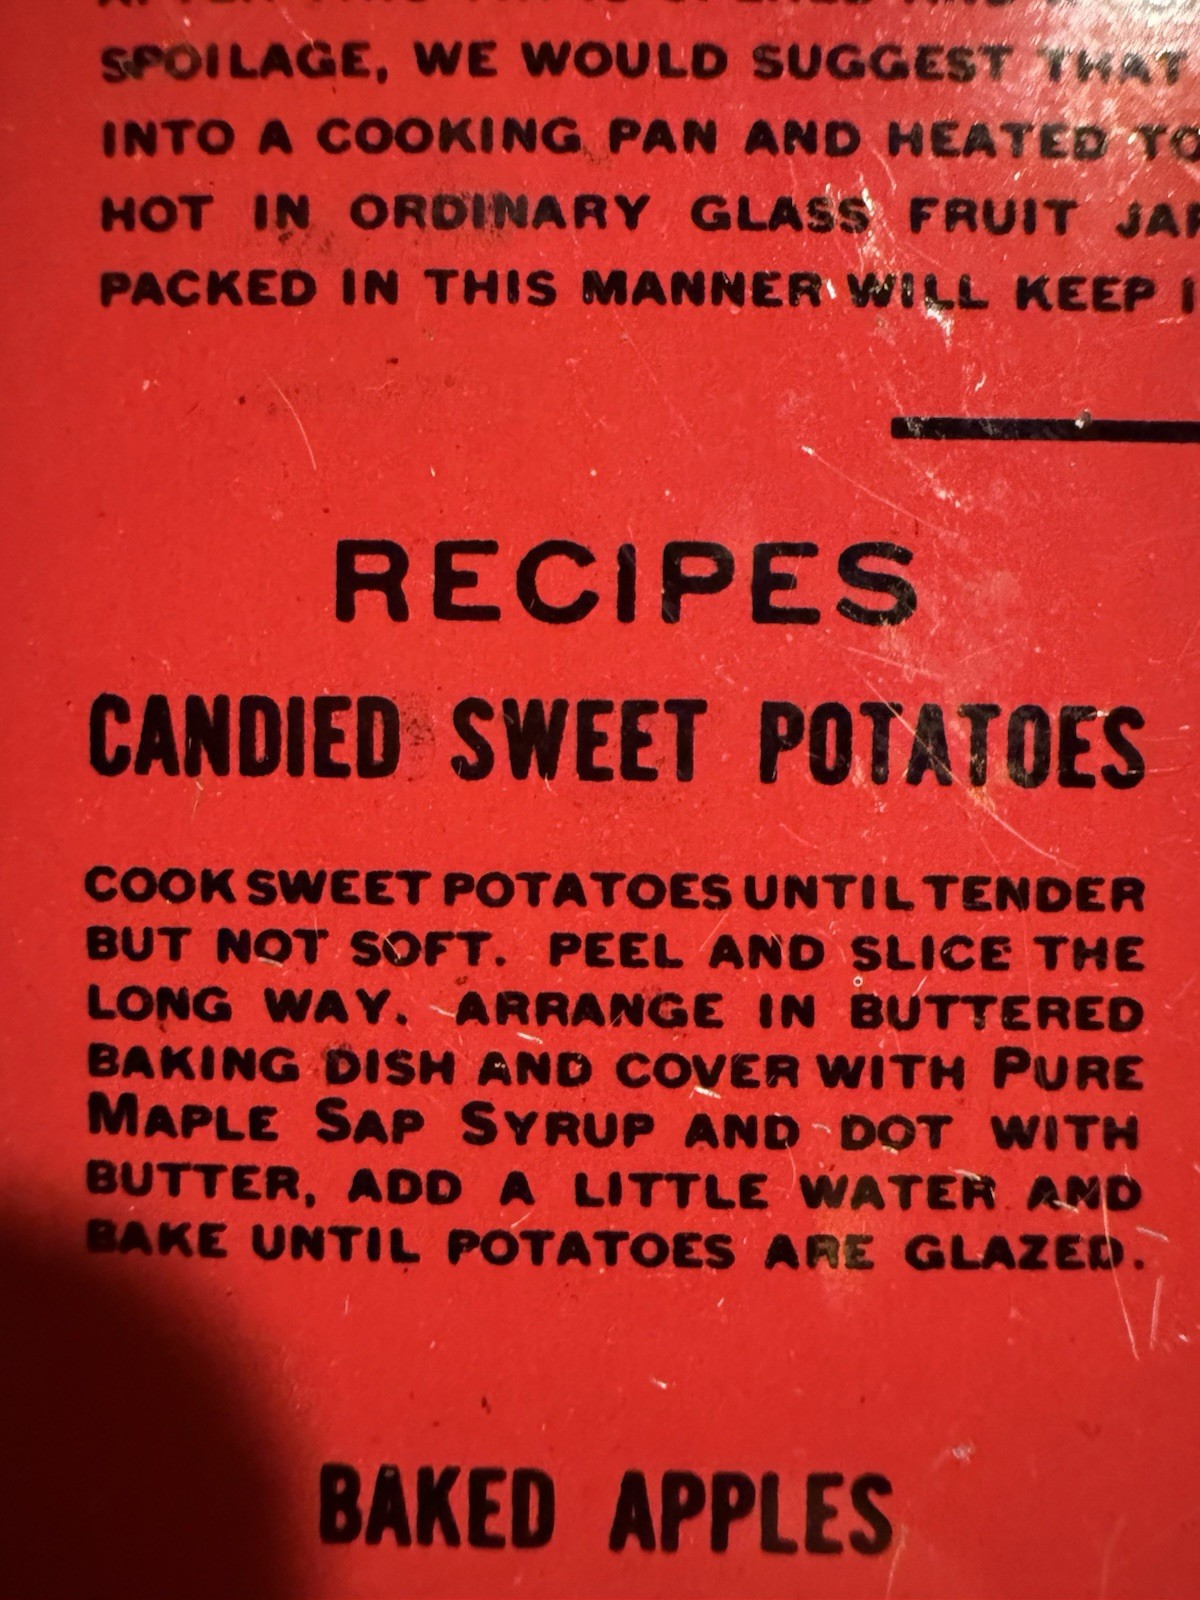 SPOILAGE, WE WOULD SUGGEST THAT
INTO A COOKING PAN AND HEATED TO
HOT IN ORDINARY GLASS FRUIT
PACKED IN THIS MANNER WILL KEEP
RECIPES
CANDIED SWEET POTATOES
COOK SWEET POTATOES UNTIL TENDER
BUT NOT SOFT. PEEL AND SLICE THE
LONG WAY. ARRANGE IN BUTTERED
BAKING DISH AND COVER WITH PURE
MAPLE SAP SYRUP AND DOT WITH
BUTTER, ADD A LITTLE WATER AND
BAKE UNTIL POTATOES ARE GLAZED.
BAKED APPLES